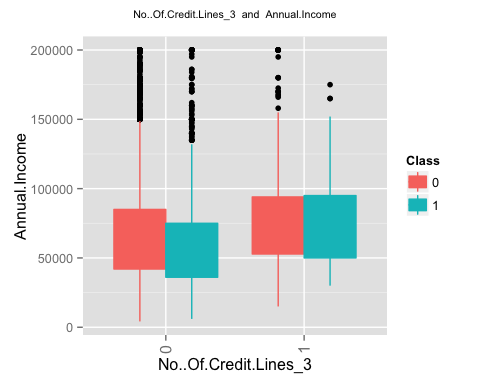 No..Of.Credit.Lines_3 and Annual.Income
200000
150000
100000
50000
0
Annual.Income
0
1
No..Of.Credit.Lines_3
Class
0
1